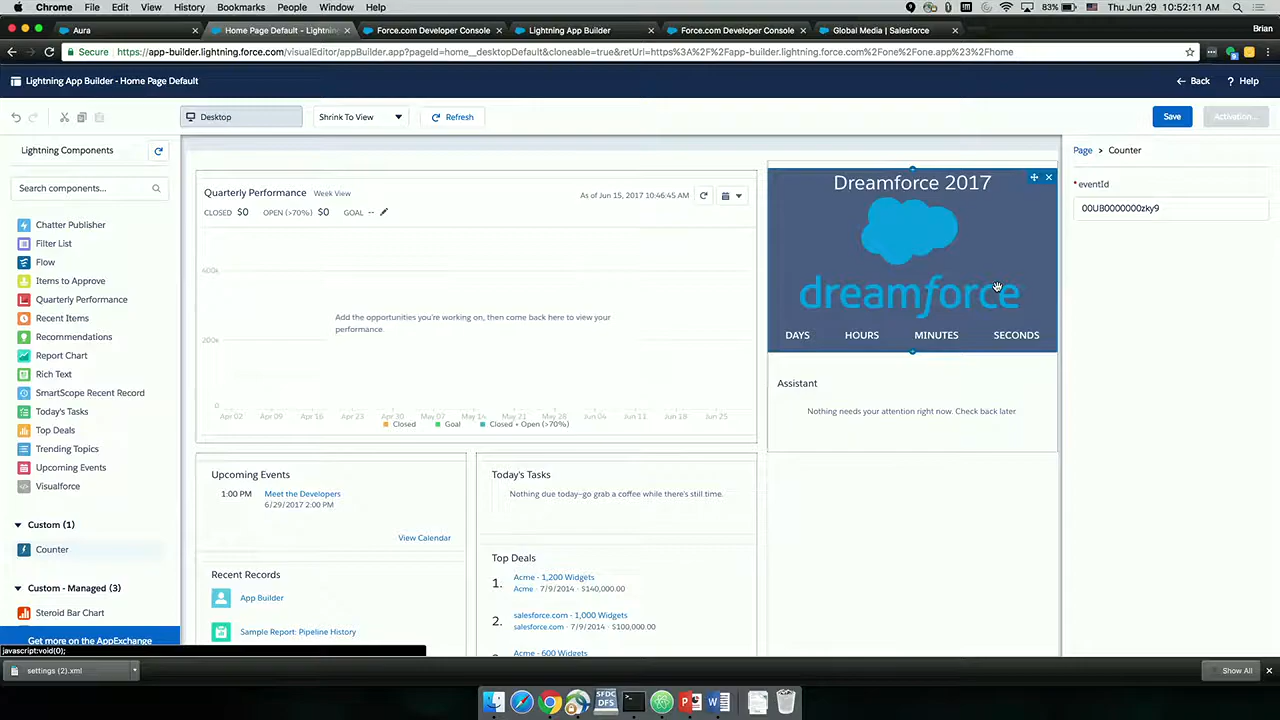 Chrome File Edit View History Bookmarks People Window Help 83% Thu Jun 29 10:52:11 AM
Aura Home Page Default - Lightnin Force.com Developer Console Lightning App Builder Force.com Developer Console Global Media | Salesforce Brian
Secure https://app-builder.lightning.force.com/visualEditor/appBuilder.app?pageId=home__desktopDefault&cloneable=true&retUrl=https%3A%2F%2Fapp-builder.lightning.force.com%2Fone%2Fone.app%23%2Fhome
Lightning App Builder - Home Page Default Back ? Help
Desktop Shrink To View Refresh Save Activation...
Lightning Components
Search components...
Chatter Publisher
Filter List
Flow
Items to Approve
Quarterly Performance
Recent Items
Recommendations
Report Chart
Rich Text
SmartScope Recent Record
Today's Tasks
Top Deals
Trending Topics
Upcoming Events
Visualforce
Custom (1)
Counter
Custom - Managed (3)
Steroid Bar Chart
Get more on the AppExchange
javascript:void(0);
Quarterly Performance Week View As of Jun 15, 2017 10:46:45 AM
CLOSED $0 OPEN (>70%) $0 GOAL --
400k
Add the opportunities you're working on, then come back here to view your
performance.
200k
0
Apr 02 Apr 09 Apr 16 Apr 23 Apr 30 May 07 May 14 May 21 May 28 Jun 04 Jun 11 Jun 18 Jun 25
Closed Goal Closed + Open (>70%)
Upcoming Events
1:00 PM Meet the Developers
6/29/2017 2:00 PM
View Calendar
Recent Records
App Builder
Sample Report: Pipeline History
Today's Tasks
Nothing due today–go grab a coffee while there's still time.
Top Deals
1. Acme - 1,200 Widgets
Acme · 7/9/2014 · $140,000.00
2. salesforce.com - 1,000 Widgets
salesforce.com · 7/9/2014 · $100,000.00
Acme - 600 Widgets
Dreamforce 2017
dreamforce
DAYS HOURS MINUTES SECONDS
Assistant
Nothing needs your attention right now. Check back later
Page > Counter
* eventId
00UB0000000zky9
settings (2).xml Show All
SFDC
DFS